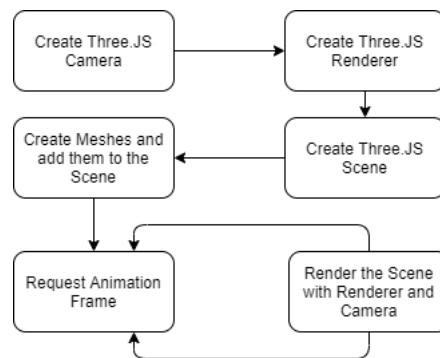 Create Three.JS
Camera
Create Three.JS
Renderer
Create Three.JS
Scene
Create Meshes and
add them to the
Scene
Request Animation
Frame
Render the Scene
with Renderer and
Camera